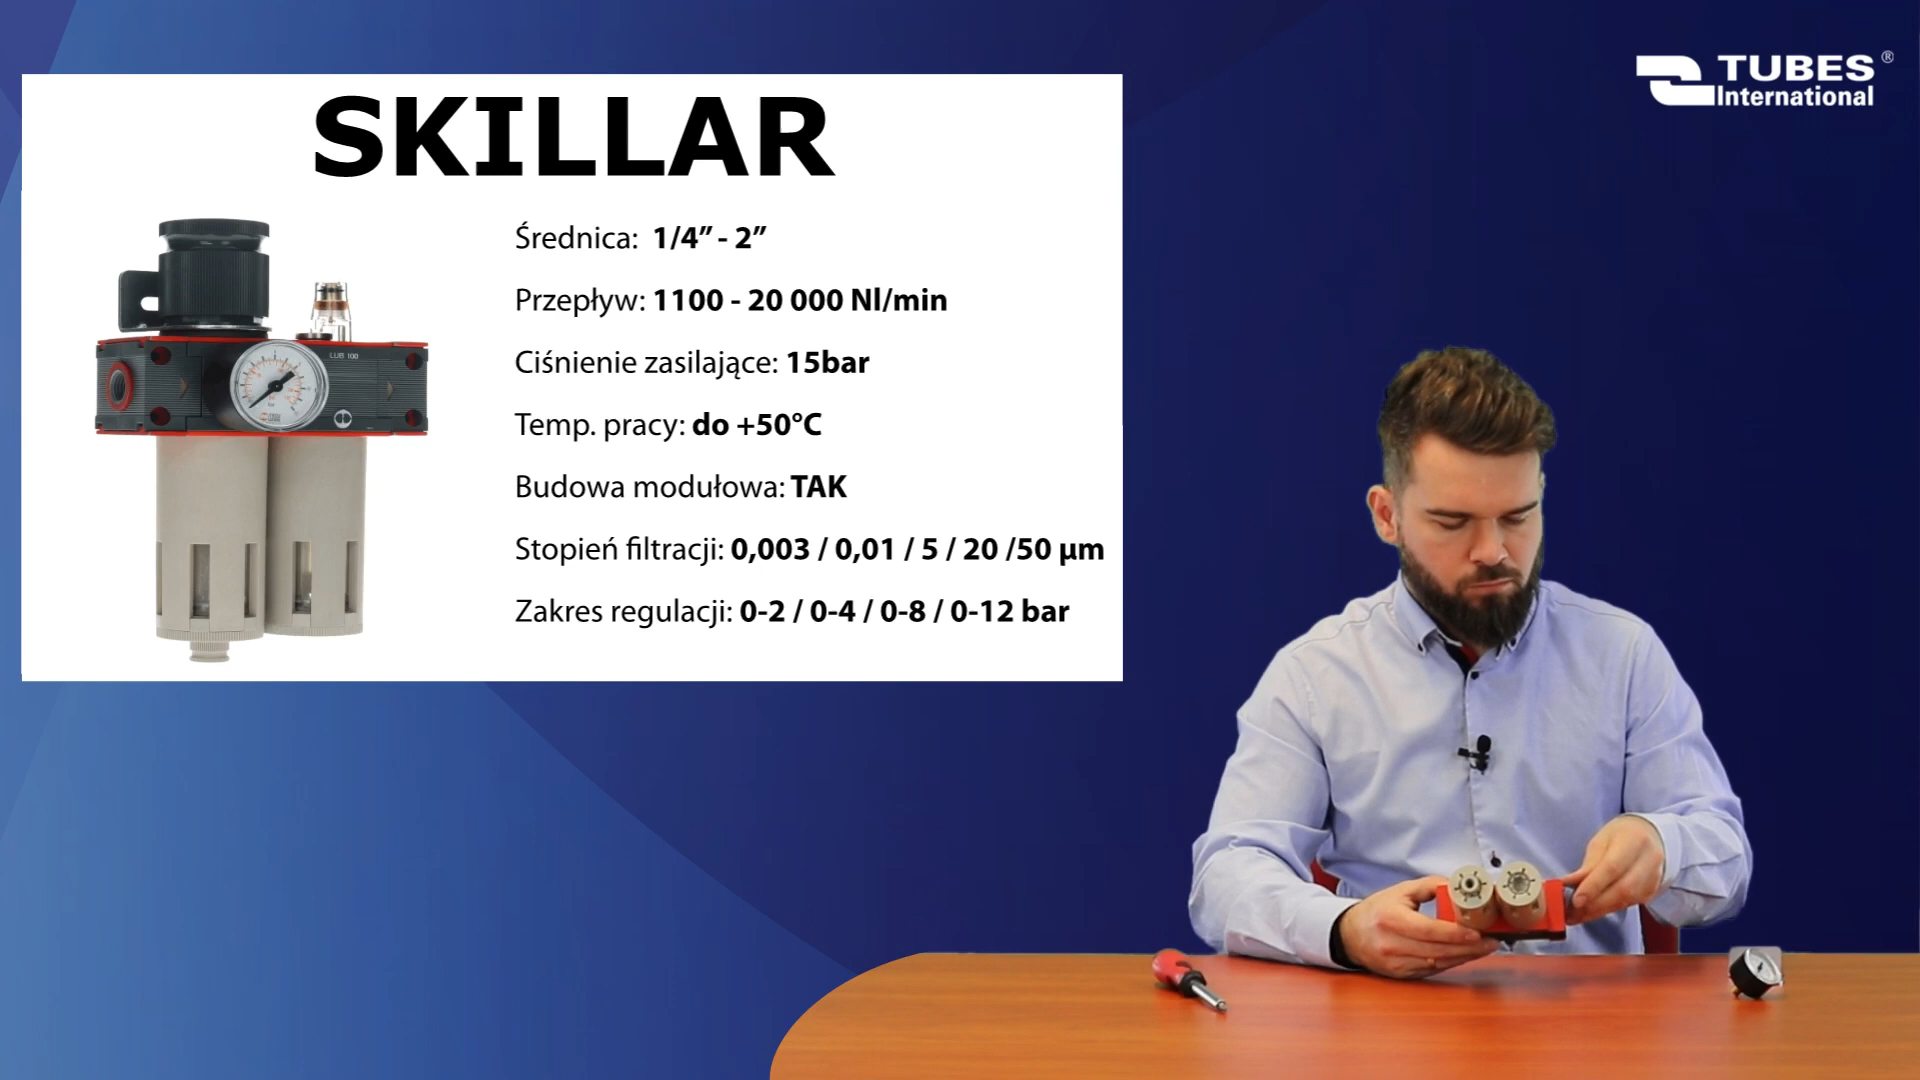 TUBES ®
International
SKILLAR
Średnica: 1/4” - 2”
Przepływ: 1100 - 20 000 Nl/min
Ciśnienie zasilające: 15bar
Temp. pracy: do +50°C
Budowa modułowa: TAK
Stopień filtracji: 0,003 / 0,01 / 5 / 20 /50 µm
Zakres regulacji: 0-2 / 0-4 / 0-8 / 0-12 bar
LUB 100